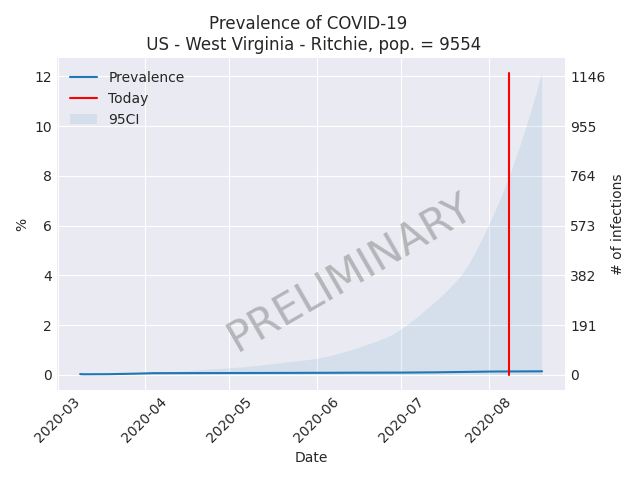 Prevalence of COVID-19
US - West Virginia - Ritchie, pop. = 9554
Prevalence
Today
95CI
12
10
8
6
4
2
0
%
1146
955
764
573
382
191
0
# of infections
PRELIMINARY
2020-03
2020-04
2020-05
2020-06
2020-07
2020-08
Date